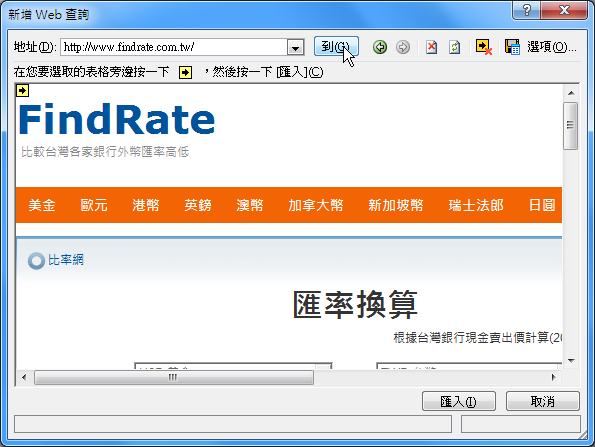 新增 Web 查詢
地址(D): http://www.findrate.com.tw/ 到(G) 選項(O)...
在您要選取的表格旁邊按一下 ，然後按一下 [匯入](C)
FindRate
比較台灣各家銀行外幣匯率高低
美金 歐元 港幣 英鎊 澳幣 加拿大幣 新加坡幣 瑞士法郎 日圓
比率網
匯率換算
根據台灣銀行現金賣出價計算(20
匯入(I) 取消